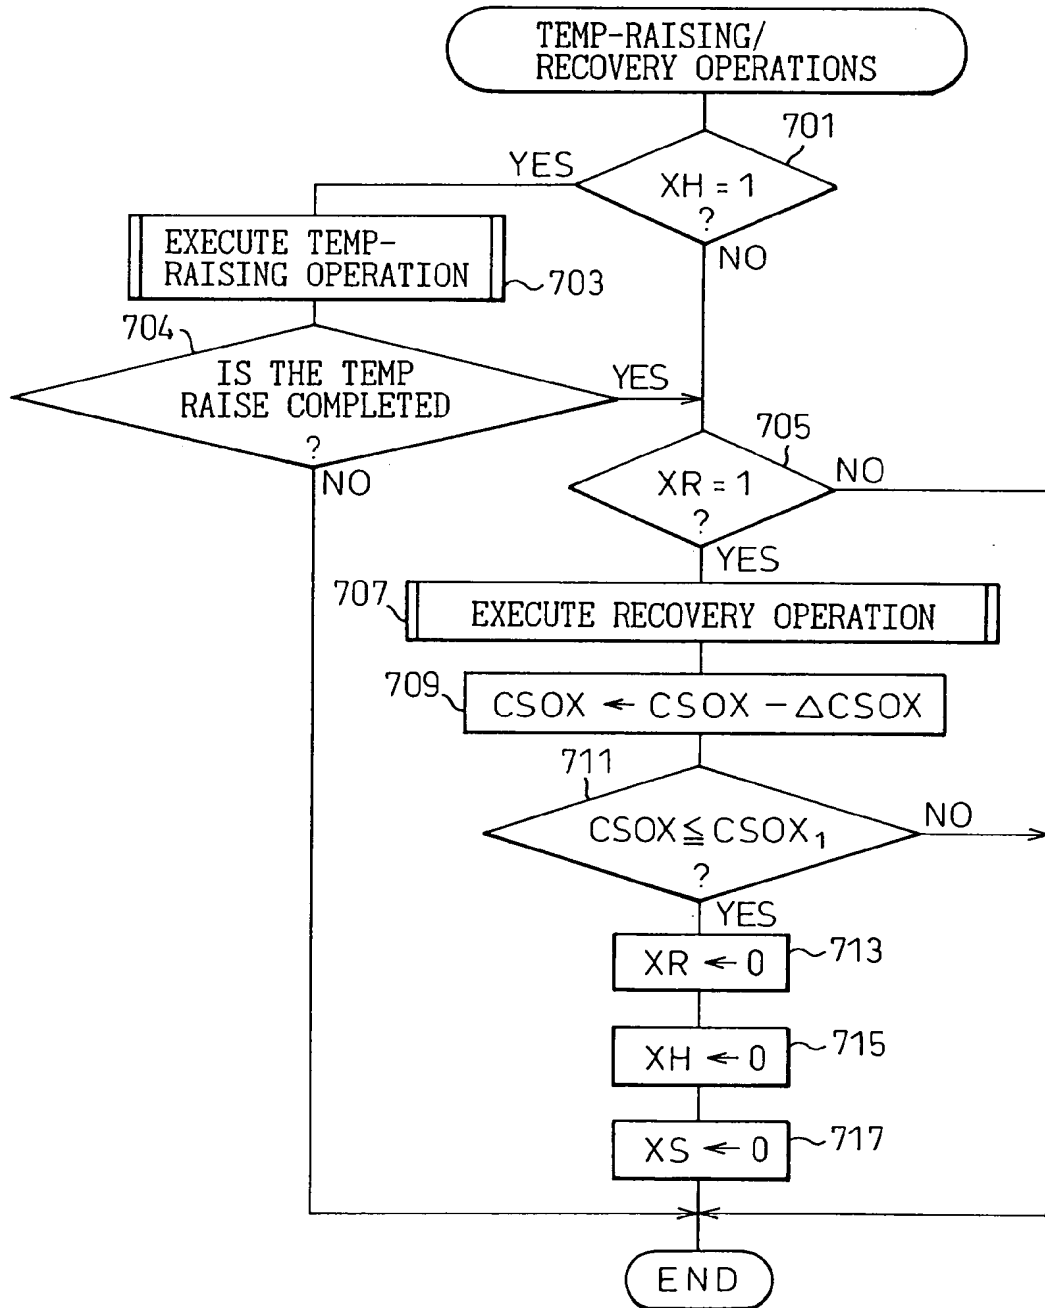 TEMP-RAISING/
RECOVERY OPERATIONS
701
YES
XH = 1
?
NO
EXECUTE TEMP-
RAISING OPERATION
703
704
IS THE TEMP
RAISE COMPLETED
?
YES
NO
705
XR = 1
?
NO
YES
707
EXECUTE RECOVERY OPERATION
709
CSOX ← CSOX − △CSOX
711
CSOX ≦ CSOX₁
?
NO
YES
XR ← 0
713
XH ← 0
715
XS ← 0
717
END